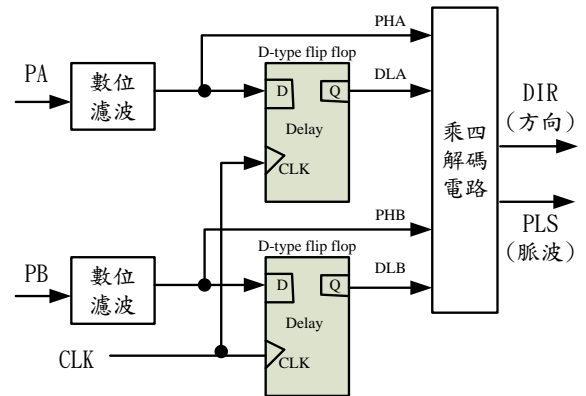 PHA
D-type flip flop
PA
數位
濾波
D
Q
DLA
Delay
CLK
乘四
解碼
電路
DIR
(方向)
PLS
(脈波)
PHB
D-type flip flop
PB
數位
濾波
D
Q
DLB
Delay
CLK
CLK